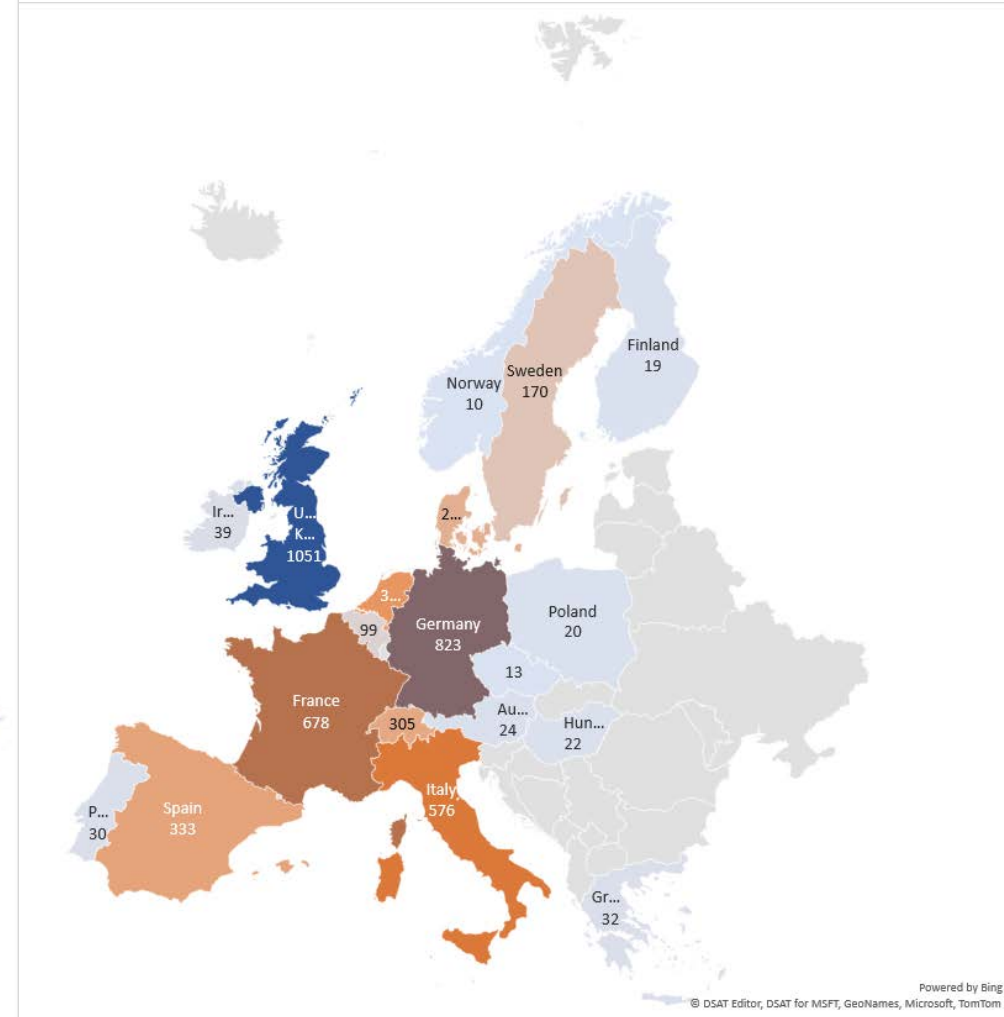 Finland
19
Sweden
170
Norway
10
Ir...
39
U...
K...
1051
2...
3...
99
Germany
823
Poland
20
13
France
678
305
Au...
24
Hun...
22
Italy
576
P...
30
Spain
333
Gr...
32
Powered by Bing
© DSAT Editor, DSAT for MSFT, GeoNames, Microsoft, TomTom